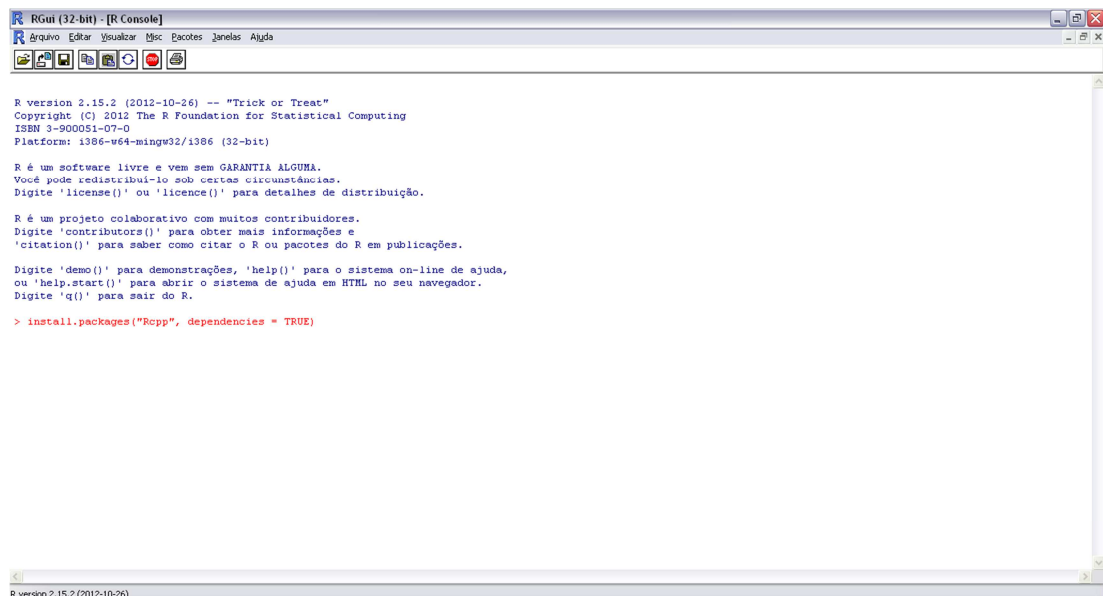 RGui (32-bit) - [R Console]
Arquivo Editar Visualizar Misc Pacotes Janelas Ajuda
STOP
R version 2.15.2 (2012-10-26) -- "Trick or Treat"
Copyright (C) 2012 The R Foundation for Statistical Computing
ISBN 3-900051-07-0
Platform: i386-w64-mingw32/i386 (32-bit)
R é um software livre e vem sem GARANTIA ALGUMA.
Você pode redistribuí-lo sob certas circunstâncias.
Digite 'license()' ou 'licence()' para detalhes de distribuição.
R é um projeto colaborativo com muitos contribuidores.
Digite 'contributors()' para obter mais informações e
'citation()' para saber como citar o R ou pacotes do R em publicações.
Digite 'demo()' para demonstrações, 'help()' para o sistema on-line de ajuda,
ou 'help.start()' para abrir o sistema de ajuda em HTML no seu navegador.
Digite 'q()' para sair do R.
> install.packages("Rcpp", dependencies = TRUE)
R version 2.15.2 (2012-10-26)